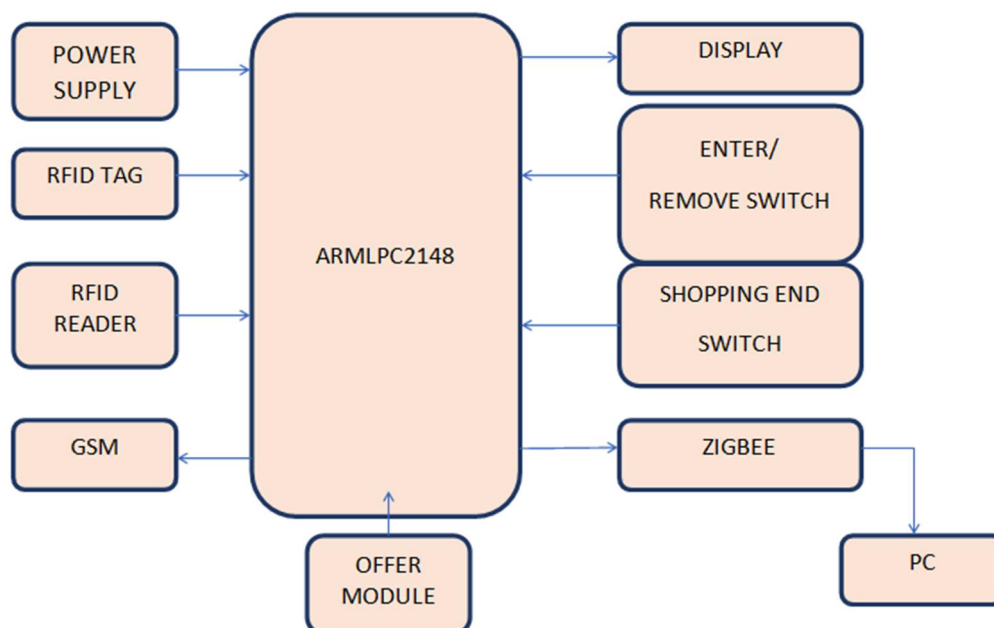 POWER
SUPPLY
RFID TAG
RFID
READER
GSM
ARMLPC2148
OFFER
MODULE
DISPLAY
ENTER/
REMOVE SWITCH
SHOPPING END
SWITCH
ZIGBEE
PC